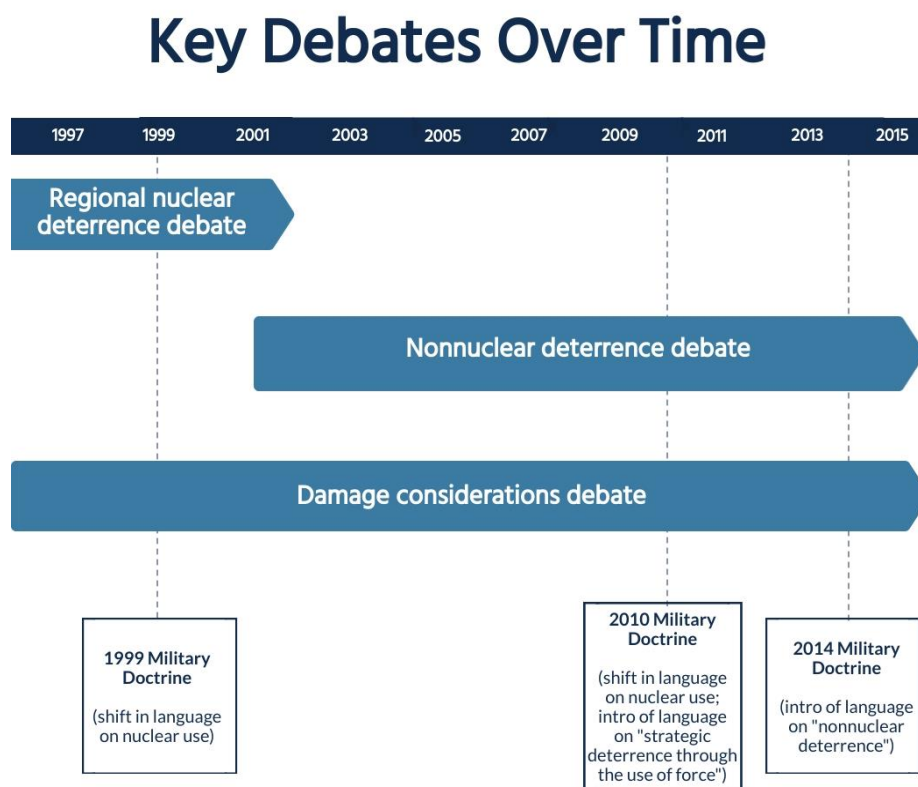 Key Debates Over Time
1997 1999 2001 2003 2005 2007 2009 2011 2013 2015
Regional nuclear
deterrence debate
Nonnuclear deterrence debate
Damage considerations debate
1999 Military
Doctrine
(shift in language
on nuclear use)
2010 Military
Doctrine
(shift in language
on nuclear use;
intro of language
on "strategic
deterrence through
the use of force")
2014 Military
Doctrine
(intro of language
on "nonnuclear
deterrence")